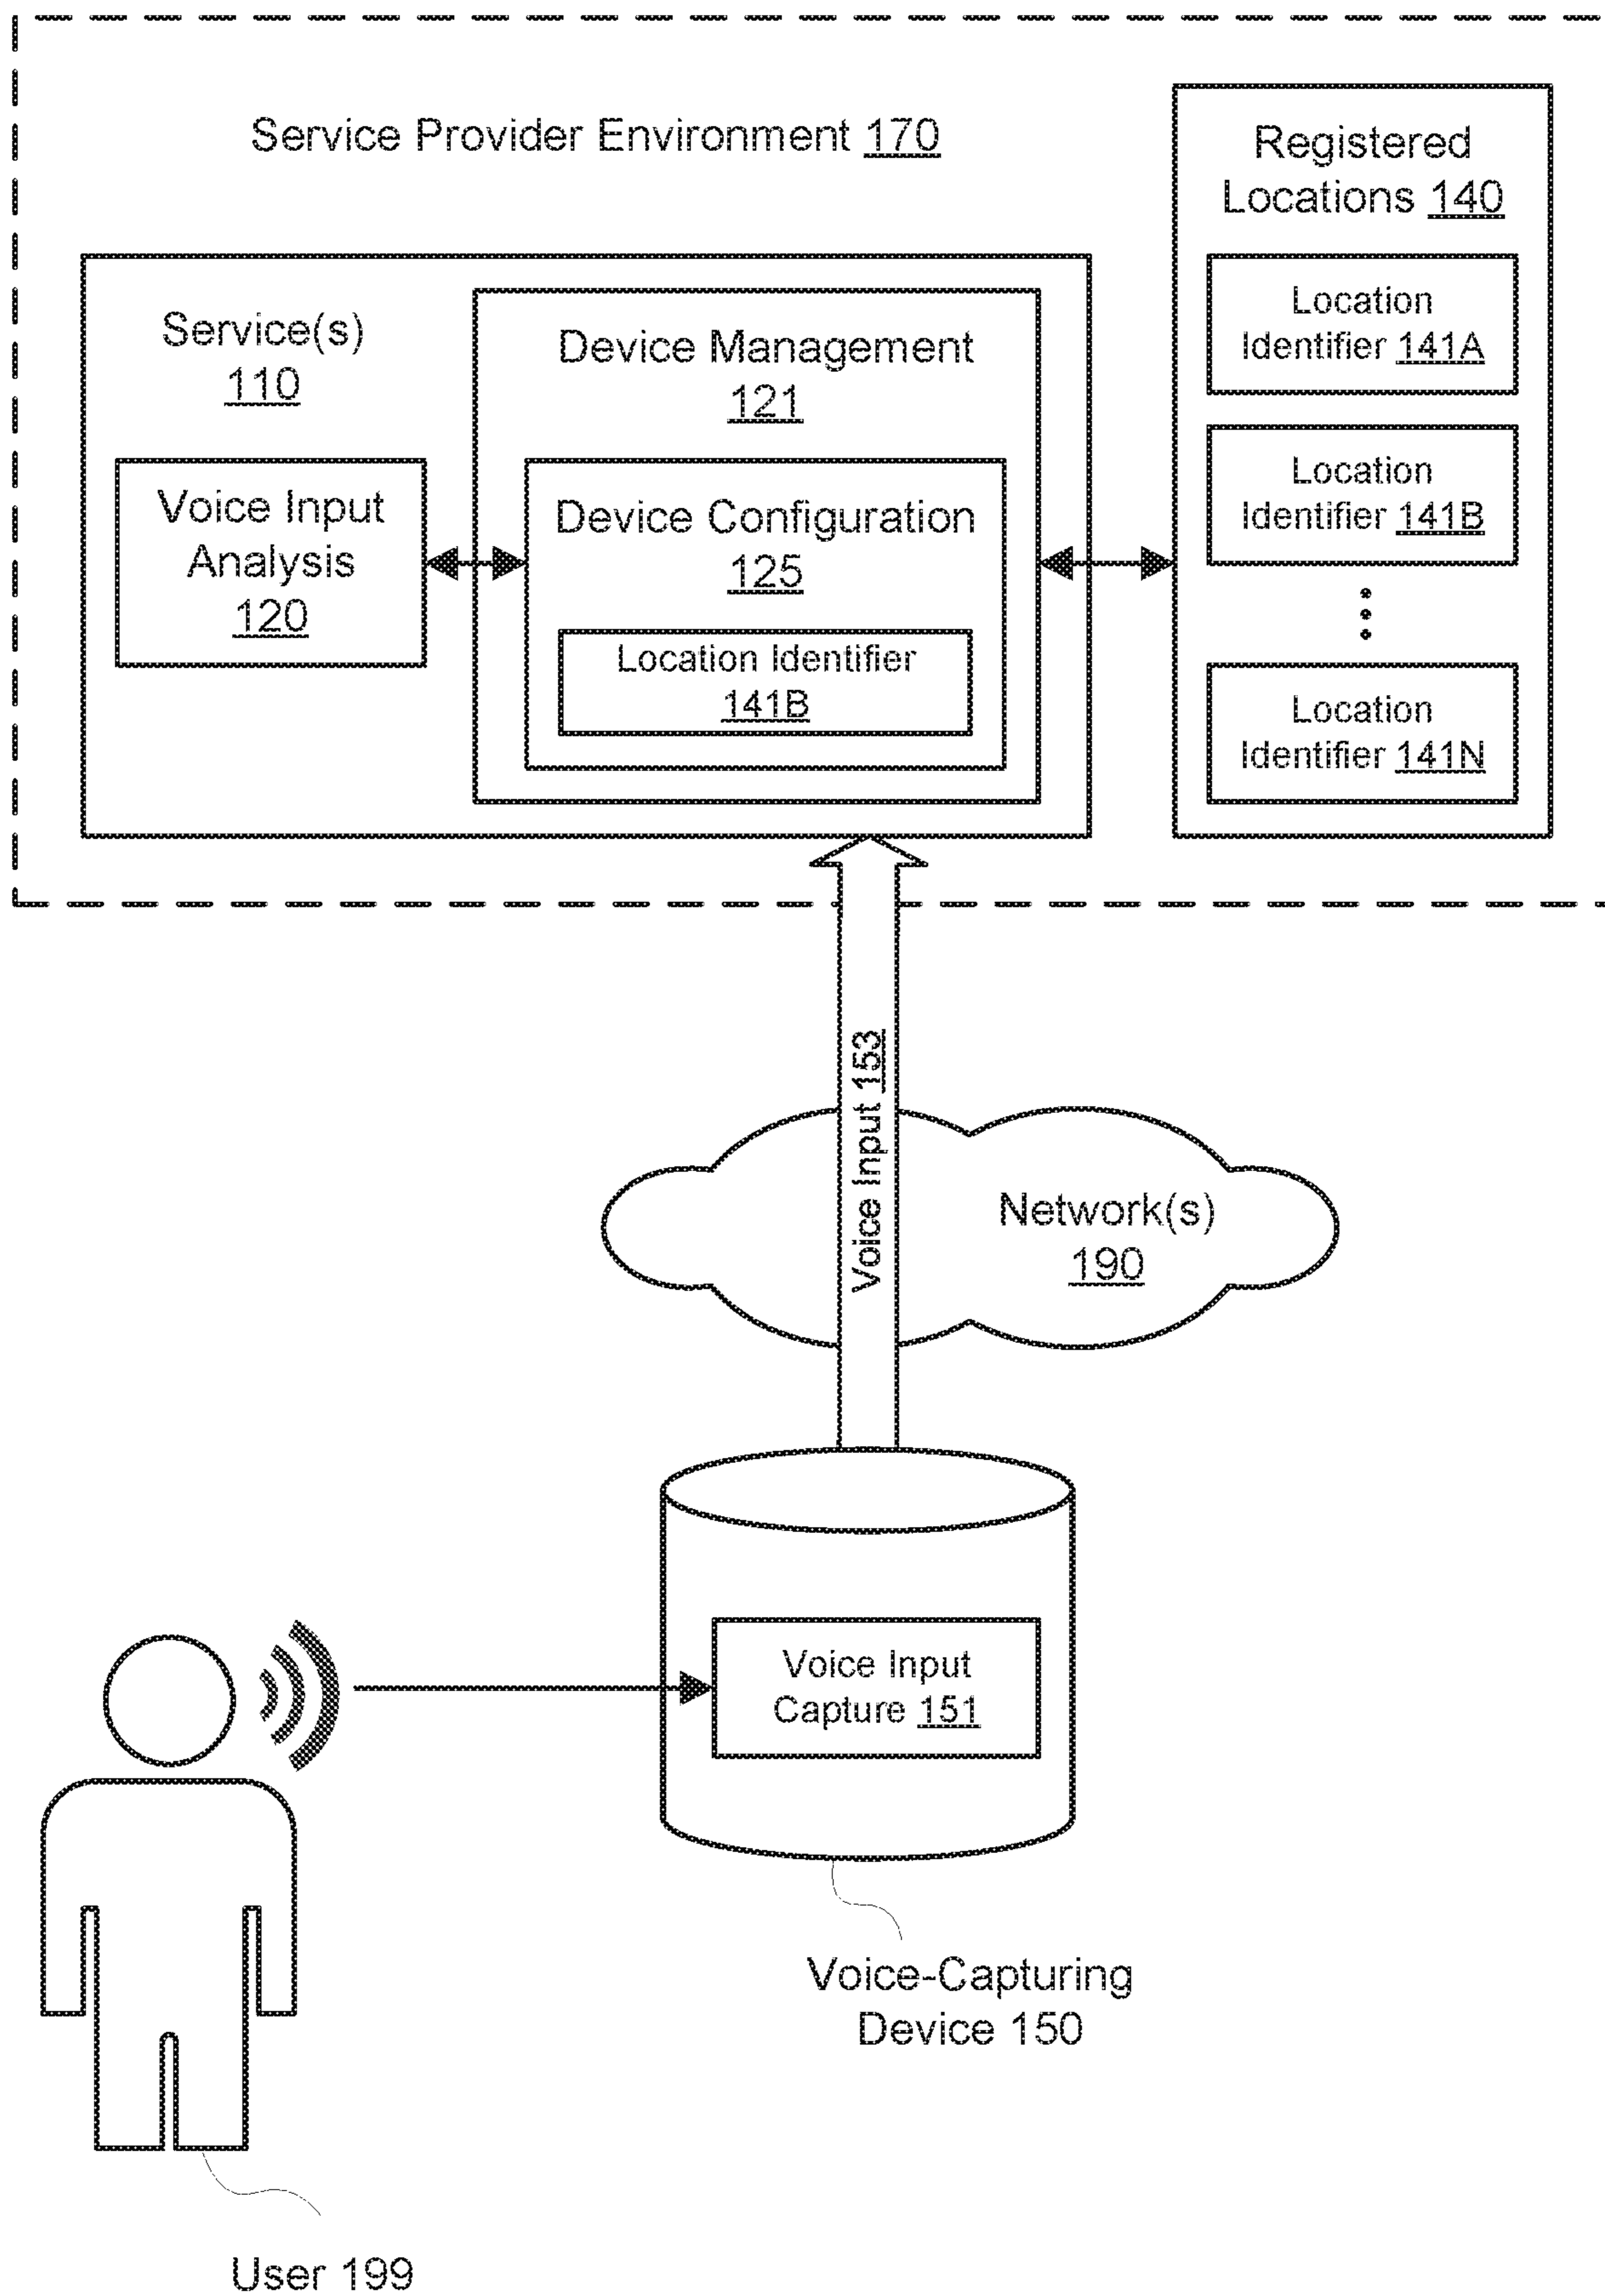 Service Provider Environment 170
Registered
Locations 140
Service(s)
110
Device Management
121
Location
Identifier 141A
Voice Input
Analysis
120
Device Configuration
125
Location
Identifier 141B
Location Identifier
141B
Location
Identifier 141N
Voice Input 153
Network(s)
190
Voice Input
Capture 151
Voice-Capturing
Device 150
User 199